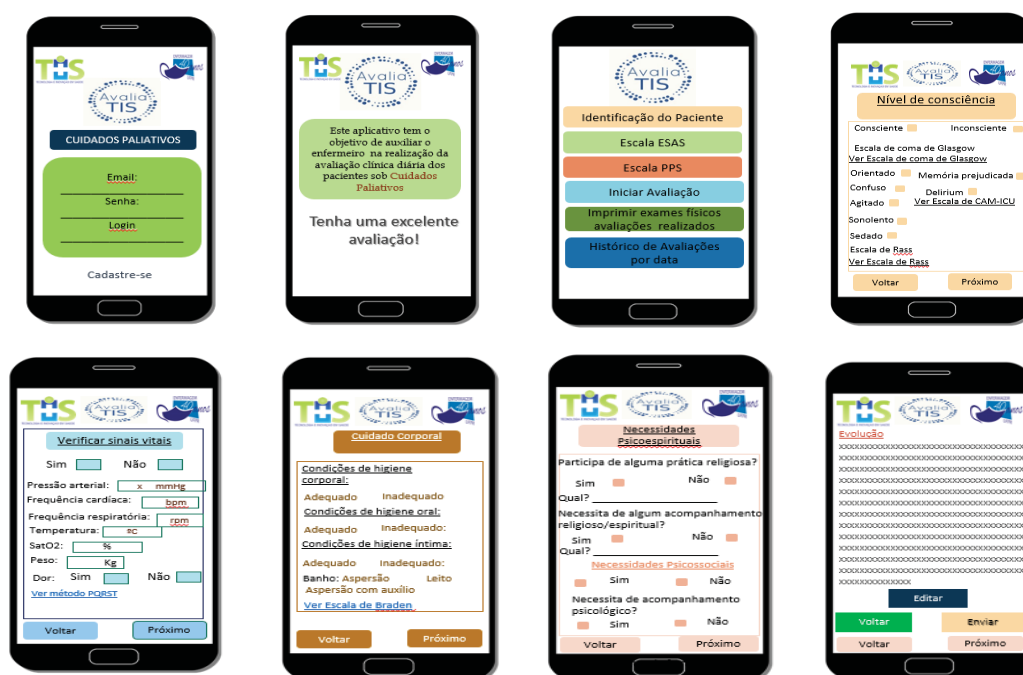 TIS
Avalia
TIS
CUIDADOS PALIATIVOS
Email:
Senha:
Login
Cadastre-se
TIS
Avalia
TIS
Este aplicativo tem o
objetivo de auxiliar o
enfermeiro na realização da
avaliação clínica diária dos
pacientes sob Cuidados
Paliativos
Tenha uma excelente
avaliação!
Avalia
TIS
Identificação do Paciente
Escala ESAS
Escala PPS
Iniciar Avaliação
Imprimir exames físicos
avaliações realizados
Histórico de Avaliações
por data
TIS
Avalia
TIS
Nível de consciência
Consciente Inconsciente
Escala de coma de Glasgow
Ver Escala de coma de Glasgow
Orientado Memória prejudicada
Confuso Delirium
Agitado Ver Escala de CAM-ICU
Sonolento
Sedado
Escala de Rass
Ver Escala de Rass
Voltar Próximo
TIS
Avalia
TIS
Verificar sinais vitais
Sim Não
Pressão arterial: x mmHg
Frequência cardíaca: bpm
Frequência respiratória: rpm
Temperatura: ºC
SatO2: %
Peso: Kg
Dor: Sim Não
Ver método PQRST
Voltar Próximo
TIS
Avalia
TIS
Cuidado Corporal
Condições de higiene
corporal:
Adequado Inadequado
Condições de higiene oral:
Adequado Inadequado:
Condições de higiene íntima:
Adequado Inadequado:
Banho: Aspersão Leito
Aspersão com auxílio
Ver Escala de Braden
Voltar Próximo
TIS
Avalia
TIS
Necessidades
Psicoespirituais
Participa de alguma prática religiosa?
Sim Não
Qual?
Necessita de algum acompanhamento
religioso/espiritual?
Sim Não
Qual?
Necessidades Psicossociais
Sim Não
Necessita de acompanhamento
psicológico?
Sim Não
Voltar Próximo
TIS
Avalia
TIS
Evolução
Editar
Voltar Enviar
Voltar Próximo